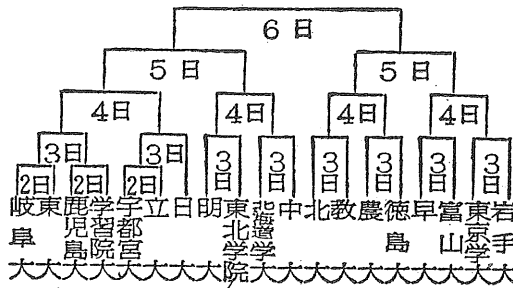 6日
5日
5日
4日
4日
4日
4日
3日
3日
3日
3日
3日
3日
3日
3日
2日
2日
2日
岐阜大
東大
鹿児島大
学習院大
宇都宮大
立大
日大
明大
東北学院大
北海道学大
中大
北大
教大
農大
徳島大
早大
富山大
東京学大
岩手大